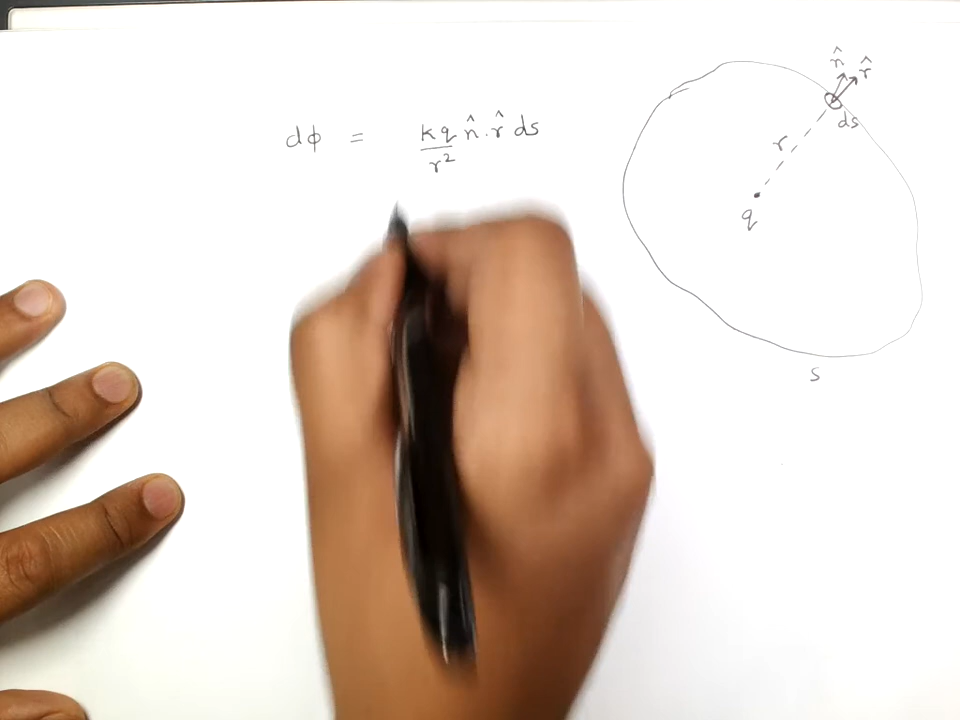 dϕ = kq/r² n̂ · r̂ ds
n̂ r̂
ds
r
q
S